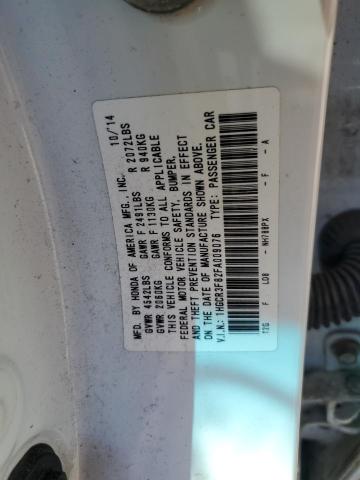 MFD. BY HONDA OF AMERICA MFG., INC. 10/'14
GVWR 4542LBS GAWR F 2491LBS R 2072LBS
GVWR 2060KG GAWR F 1130KG R 940KG
THIS VEHICLE CONFORMS TO ALL APPLICABLE
FEDERAL MOTOR VEHICLE SAFETY, BUMPER,
AND THEFT PREVENTION STANDARDS IN EFFECT
ON THE DATE OF MANUFACTURE SHOWN ABOVE.
V.I.N.: 1HGCR3F82FA009076 TYPE: PASSENGER CAR
F LOB - NH788PX - F - A